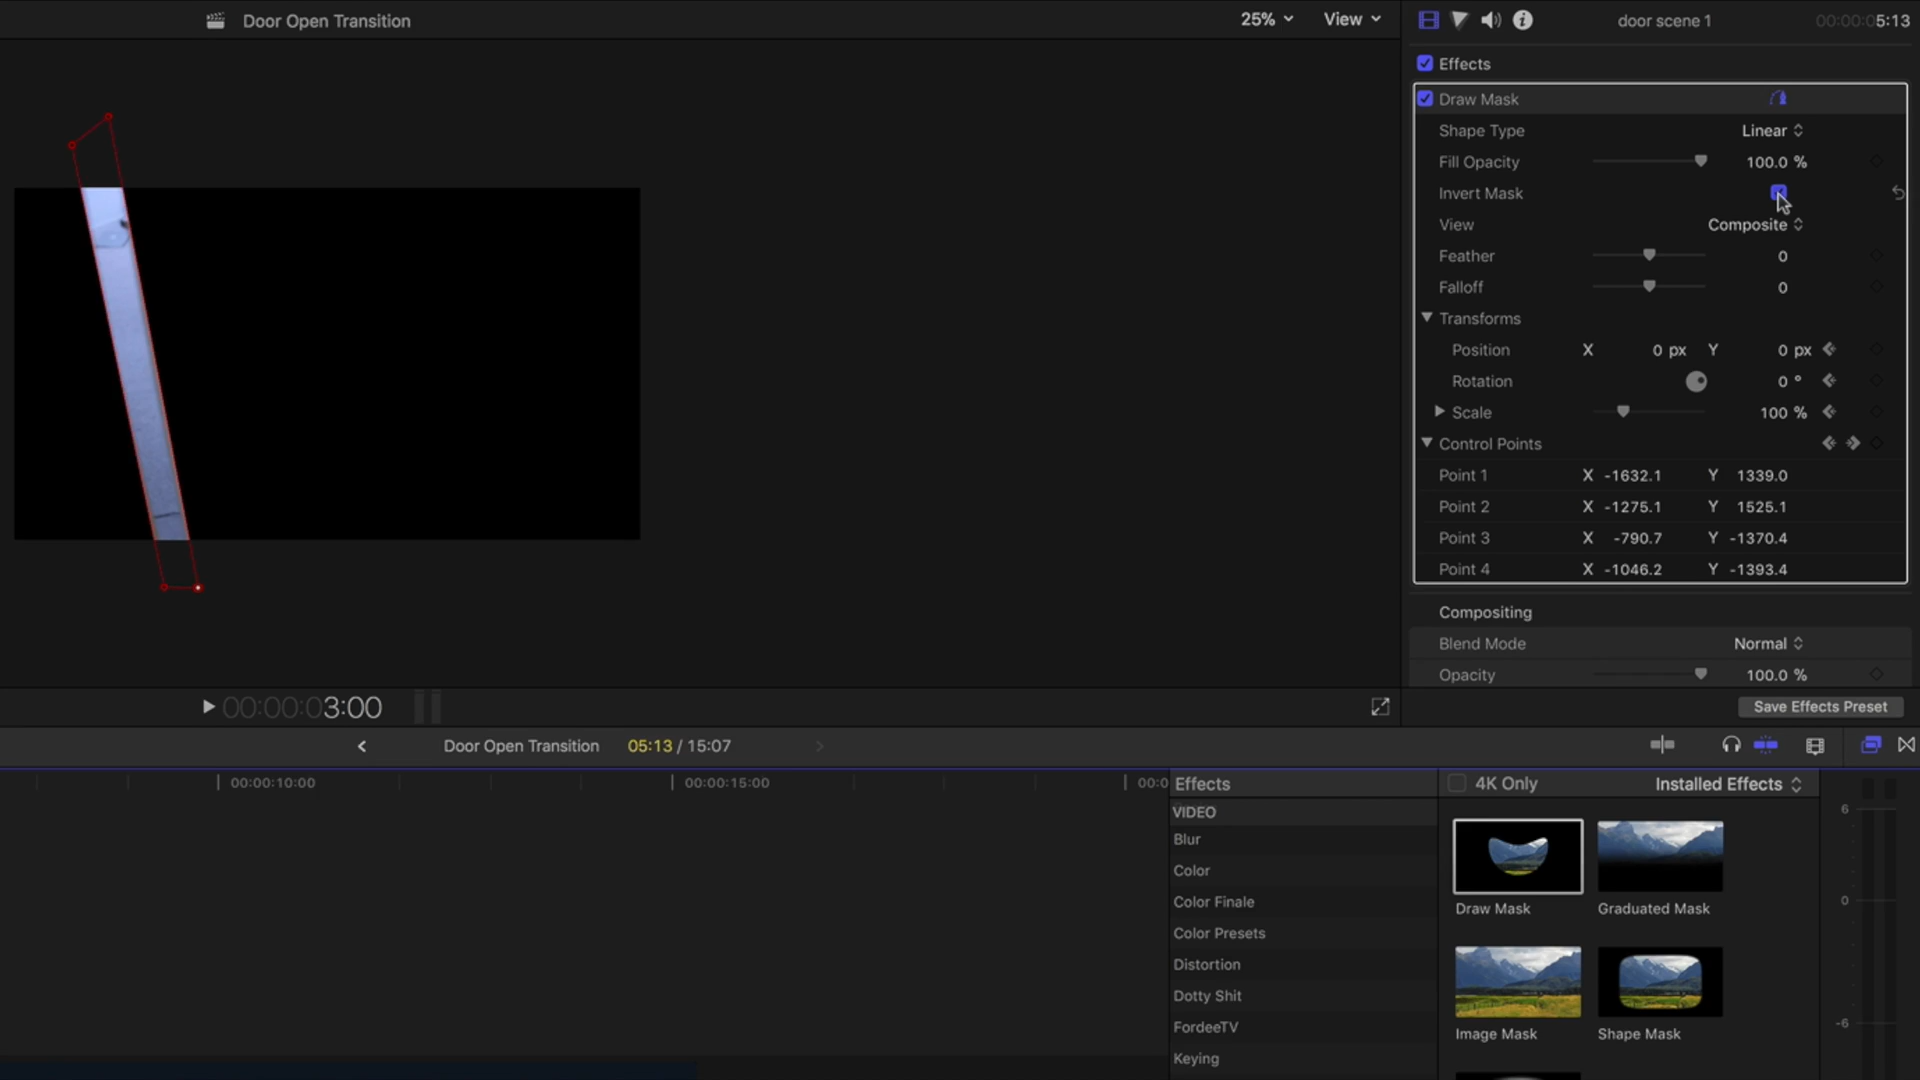 Door Open Transition
25%
View
door scene 1
00:00:05:13
Effects
Draw Mask
Shape Type
Linear
Fill Opacity
100.0 %
Invert Mask
View
Composite
Feather
0
Falloff
0
Transforms
Position
X
0 px
Y
0 px
Rotation
0 °
Scale
100 %
Control Points
Point 1
X -1632.1
Y 1339.0
Point 2
X -1275.1
Y 1525.1
Point 3
X -790.7
Y -1370.4
Point 4
X -1046.2
Y -1393.4
Compositing
Blend Mode
Normal
Opacity
100.0 %
00:00:03:00
Save Effects Preset
Door Open Transition
05:13 / 15:07
00:00:10:00
00:00:15:00
00:0
Effects
4K Only
Installed Effects
VIDEO
Blur
Color
Color Finale
Color Presets
Distortion
Dotty Shit
FordeeTV
Keying
Draw Mask
Graduated Mask
Image Mask
Shape Mask
6
0
-6